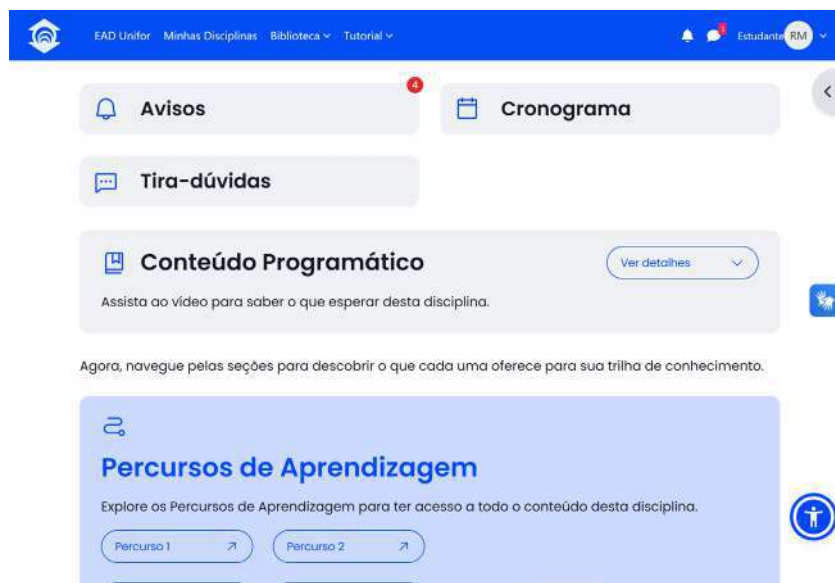 EAD Unifor Minhas Disciplinas Biblioteca Tutorial Estudante RM
4
Avisos Cronograma
Tira-dúvidas
Conteúdo Programático Ver detalhes
Assista ao vídeo para saber o que esperar desta disciplina.
Agora, navegue pelas seções para descobrir o que cada uma oferece para sua trilha de conhecimento.
Percursos de Aprendizagem
Explore os Percursos de Aprendizagem para ter acesso a todo o conteúdo desta disciplina.
Percurso 1 Percurso 2